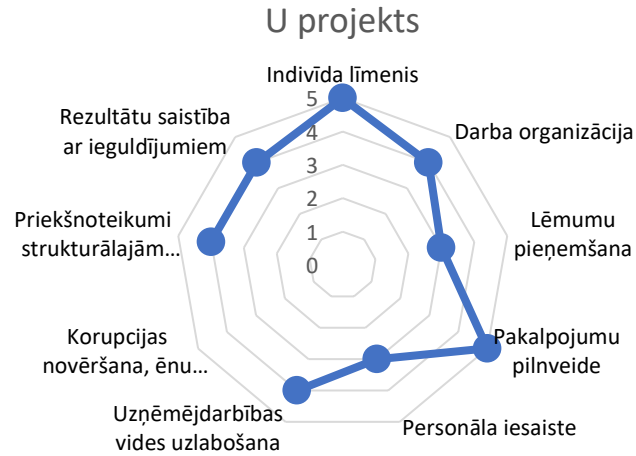 U projekts
Indivīda līmenis
Darba organizācija
Lēmumu
pieņemšana
Pakalpojumu
pilnveide
Personāla iesaiste
Uzņēmējdarbības
vides uzlabošana
Korupcijas
novēršana, ēnu...
Priekšnoteikumi
strukturālajām...
Rezultātu saistība
ar ieguldījumiem
5
4
3
2
1
0